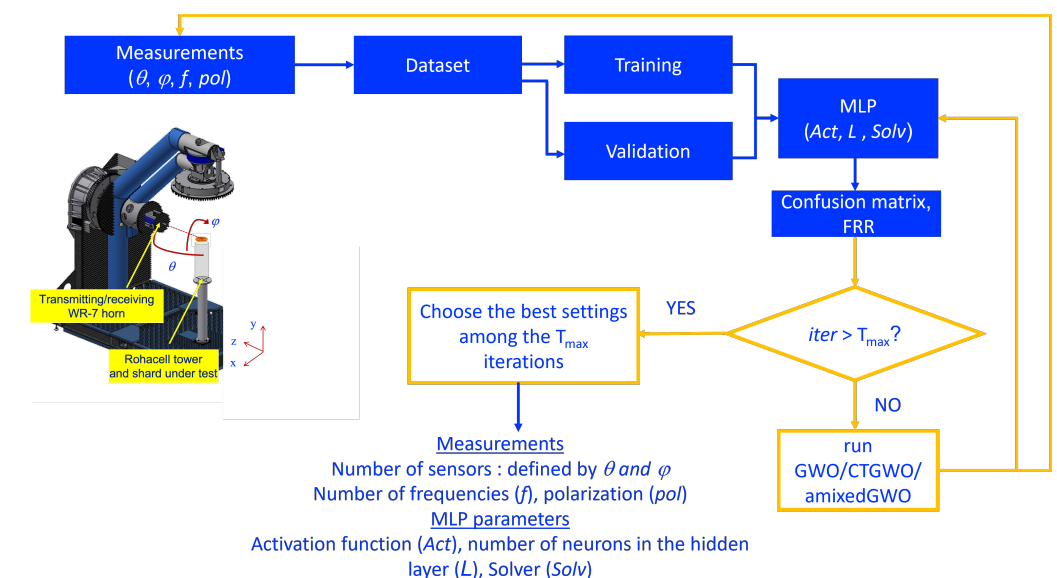 Measurements
(θ, φ, f, pol)
Dataset
Training
Validation
MLP
(Act, L , Solv)
Confusion matrix,
FRR
iter > Tmax?
YES
NO
Choose the best settings
among the Tmax
iterations
run
GWO/CTGWO/
amixedGWO
φ
θ
Transmitting/receiving
WR-7 horn
Rohacell tower
and shard under test
y
z
x
Measurements
Number of sensors : defined by θ and φ
Number of frequencies (f), polarization (pol)
MLP parameters
Activation function (Act), number of neurons in the hidden
layer (L), Solver (Solv)